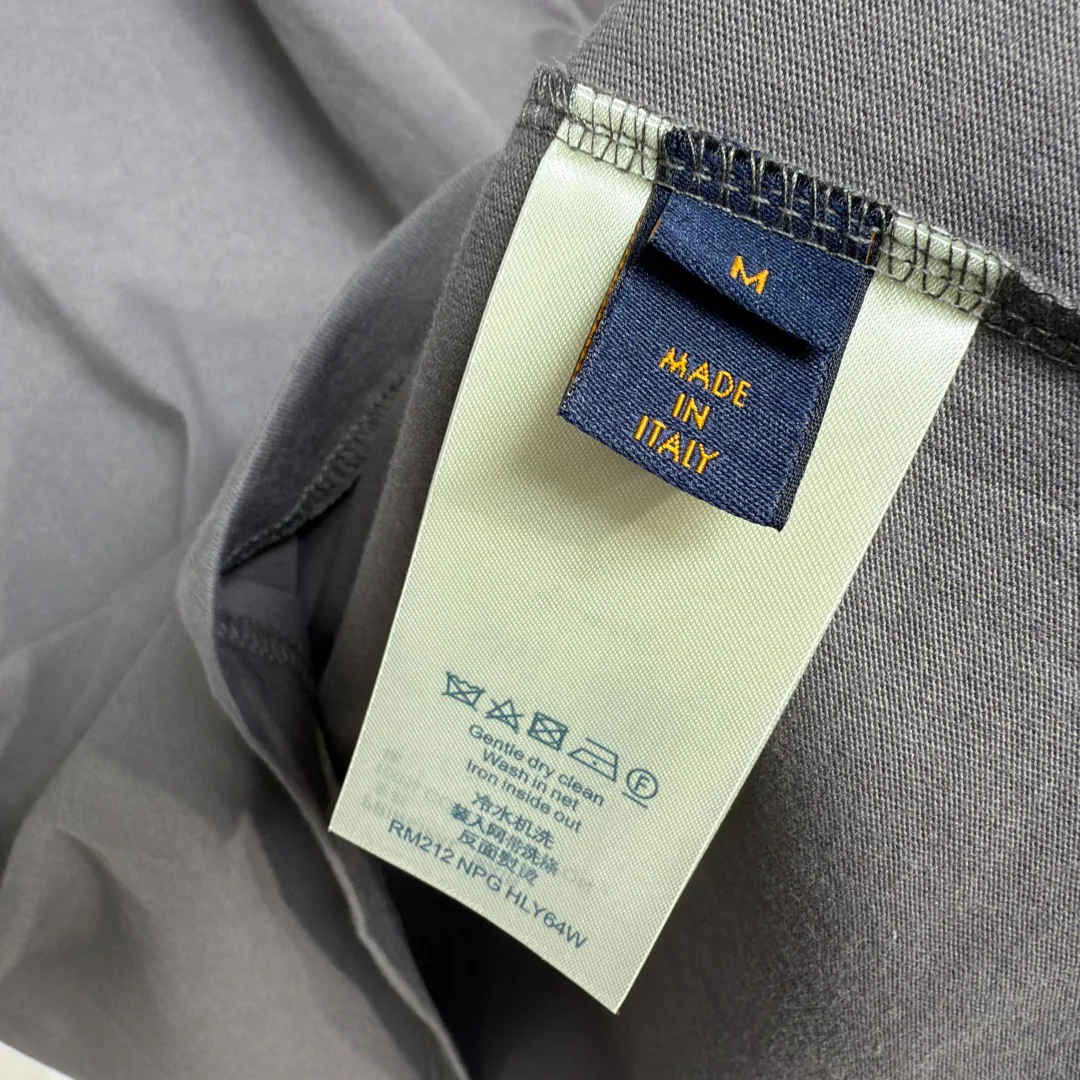 M
MADE
IN
ITALY
F
Gentle dry clean
Wash in net
Iron inside out
冷水机洗
装入网带洗涤
反面熨烫
RM212 NPG HLY64W